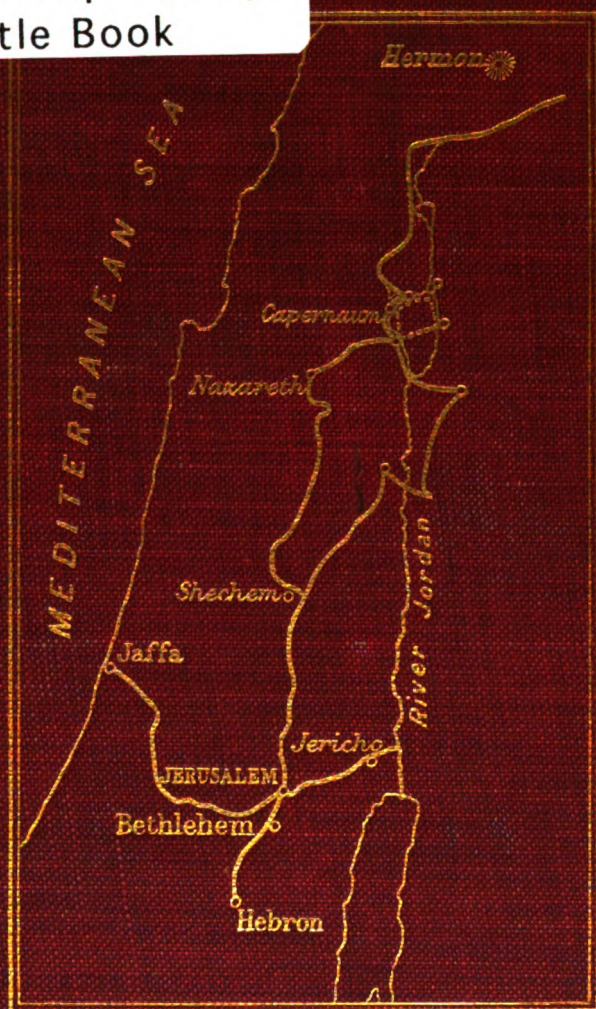 tle Book
Hermon
MEDITERRANEAN SEA
Capernaum
Nazareth
Shechem
River Jordan
Jaffa
Jericho
JERUSALEM
Bethlehem
Hebron